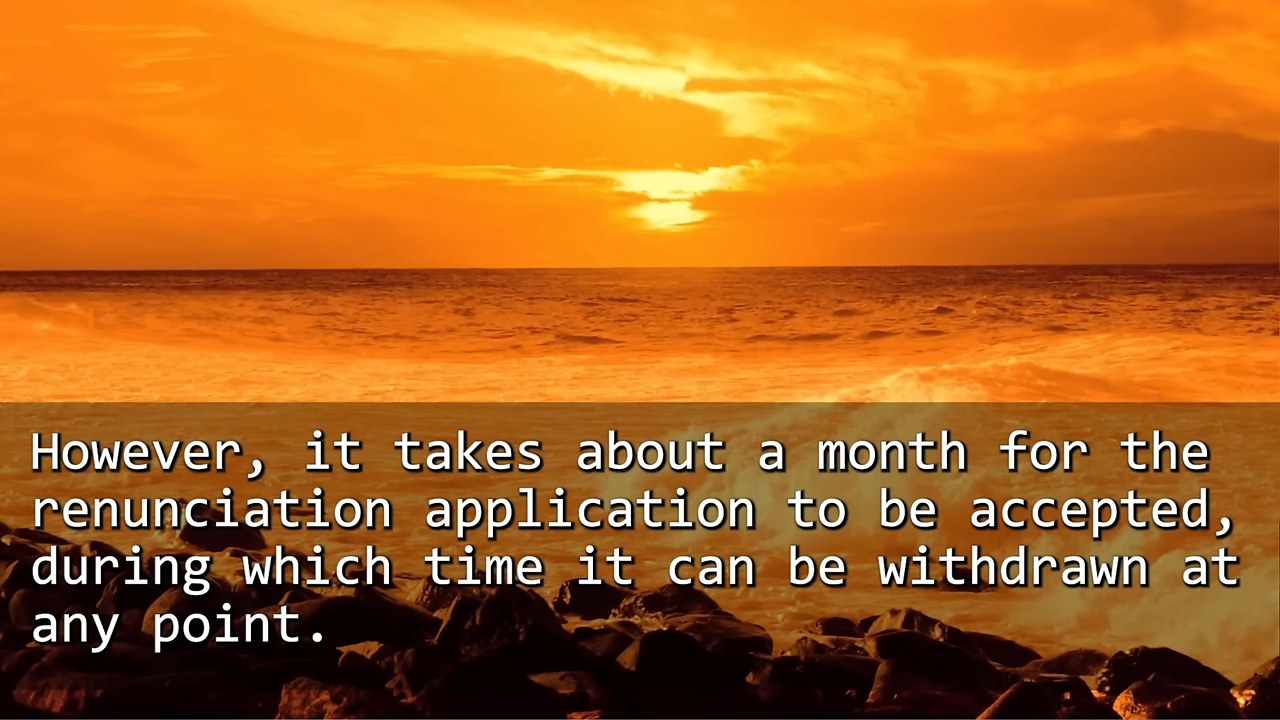 However, it takes about a month for the
renunciation application to be accepted,
during which time it can be withdrawn at
any point.